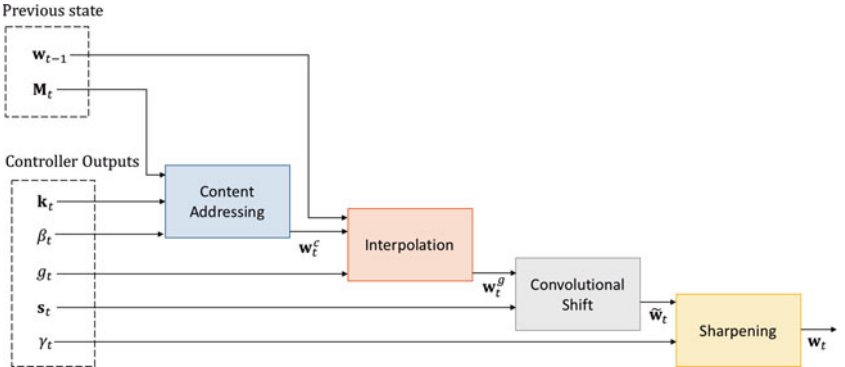 Previous state
w_{t−1}
M_t
Controller Outputs
k_t
β_t
g_t
s_t
γ_t
Content
Addressing
w_t^c
Interpolation
w_t^g
Convolutional
Shift
w̃_t
Sharpening
w_t